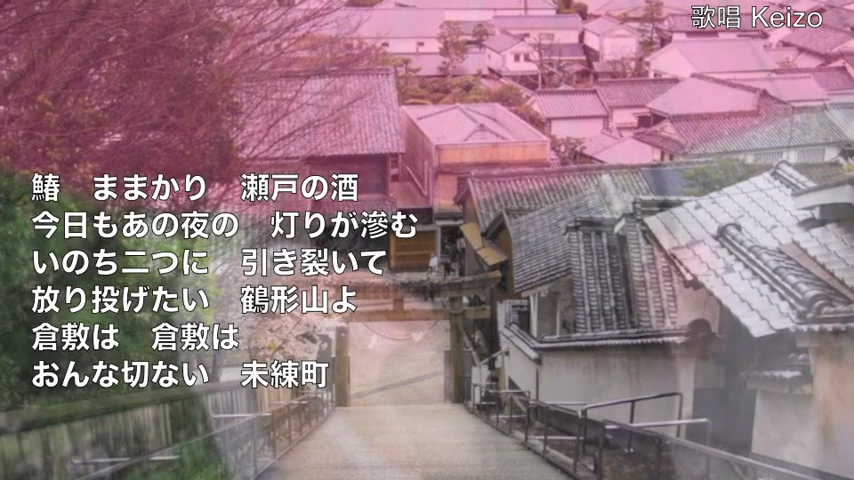 歌唱 Keizo
鰆　ままかり　瀬戸の酒
今日もあの夜の　灯りが滲む
いのち二つに　引き裂いて
放り投げたい　鶴形山よ
倉敷は　倉敷は
おんな切ない　未練町